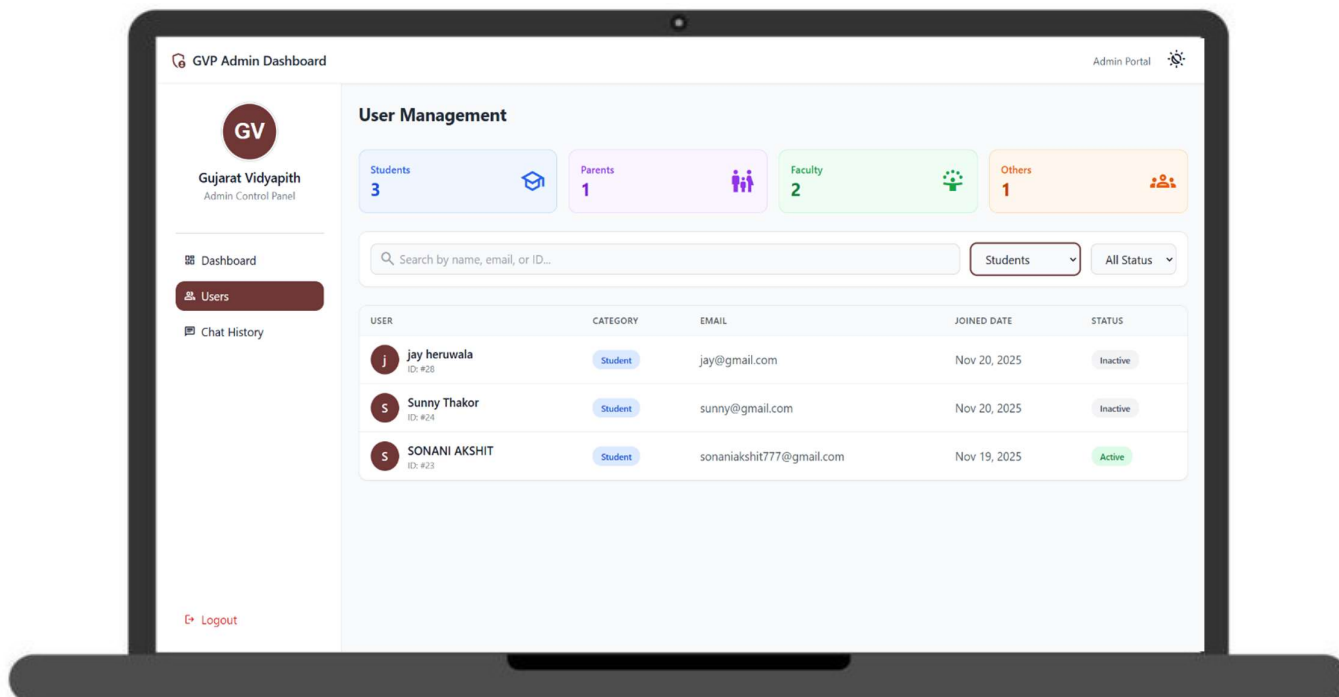 GVP Admin Dashboard
Admin Portal
GV
Gujarat Vidyapith
Admin Control Panel
Dashboard
Users
Chat History
Logout
User Management
Students
3
Parents
1
Faculty
2
Others
1
Search by name, email, or ID...
Students
All Status
USER CATEGORY EMAIL JOINED DATE STATUS
j jay heruwala Student jay@gmail.com Nov 20, 2025 Inactive
ID: #28
S Sunny Thakor Student sunny@gmail.com Nov 20, 2025 Inactive
ID: #24
S SONANI AKSHIT Student sonaniakshit777@gmail.com Nov 19, 2025 Active
ID: #23